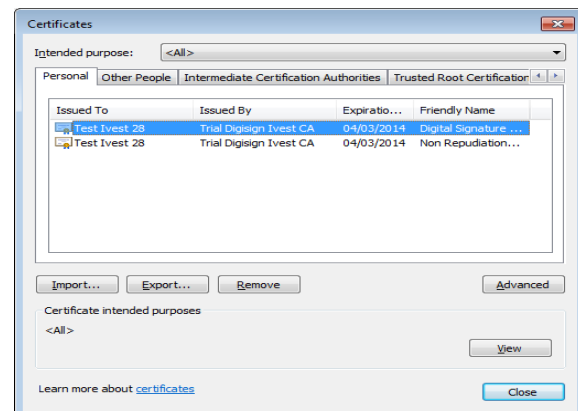 Certificates
Intended purpose: <All>
Personal Other People Intermediate Certification Authorities Trusted Root Certification
Issued To Issued By Expiratio... Friendly Name
Test Ivest 28 Trial Digisign Ivest CA 04/03/2014 Digital Signature ...
Test Ivest 28 Trial Digisign Ivest CA 04/03/2014 Non Repudiation...
Import... Export... Remove Advanced
Certificate intended purposes
<All>
View
Learn more about certificates
Close